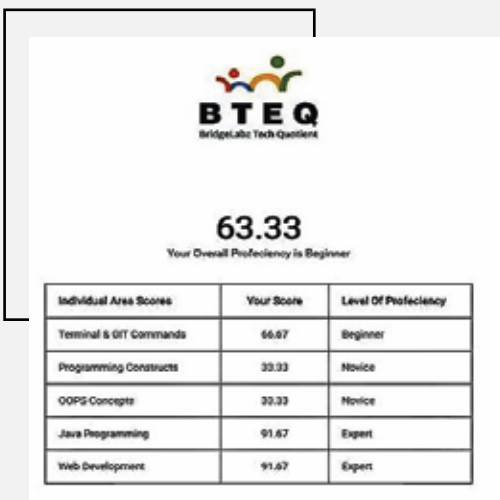 BTEQ
BridgeLabz Tech Quotient
63.33
Your Overall Profeciency is Beginner
Individual Area Scores Your Score Level Of Profeciency
Terminal & GIT Commands 66.67 Beginner
Programming Constructs 33.33 Novice
OOPS Concepts 33.33 Novice
Java Programming 91.67 Expert
Web Development 91.67 Expert